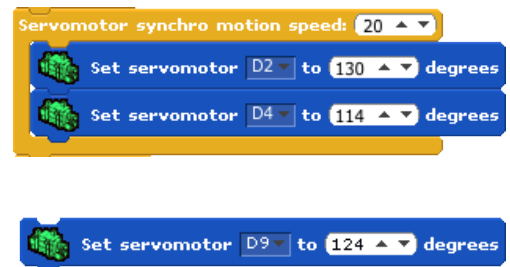 Servomotor synchro motion speed: 20
Set servomotor D2 to 130 degrees
Set servomotor D4 to 114 degrees
Set servomotor D9 to 124 degrees